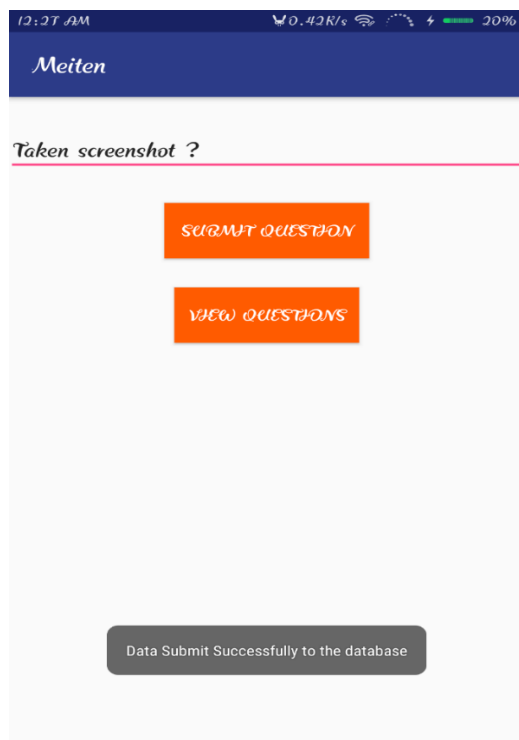 12:27 AM 0.42K/s 20%
Meiten
Taken screenshot ?
SUBMIT QUESTION
VIEW QUESTIONS
Data Submit Successfully to the database